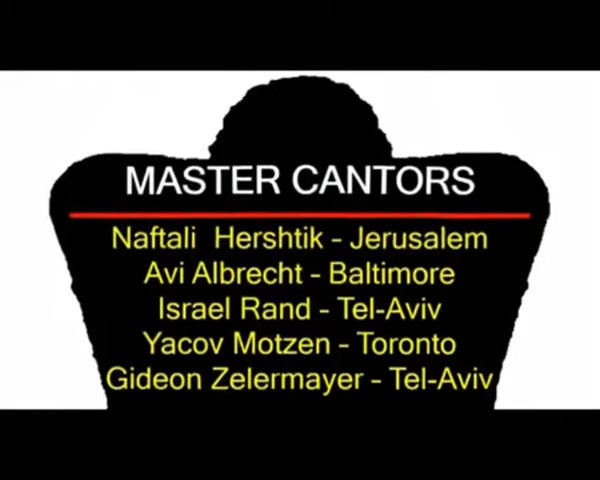 MASTER CANTORS
Naftali Hershtik - Jerusalem
Avi Albrecht - Baltimore
Israel Rand - Tel-Aviv
Yacov Motzen - Toronto
Gideon Zelermayer - Tel-Aviv